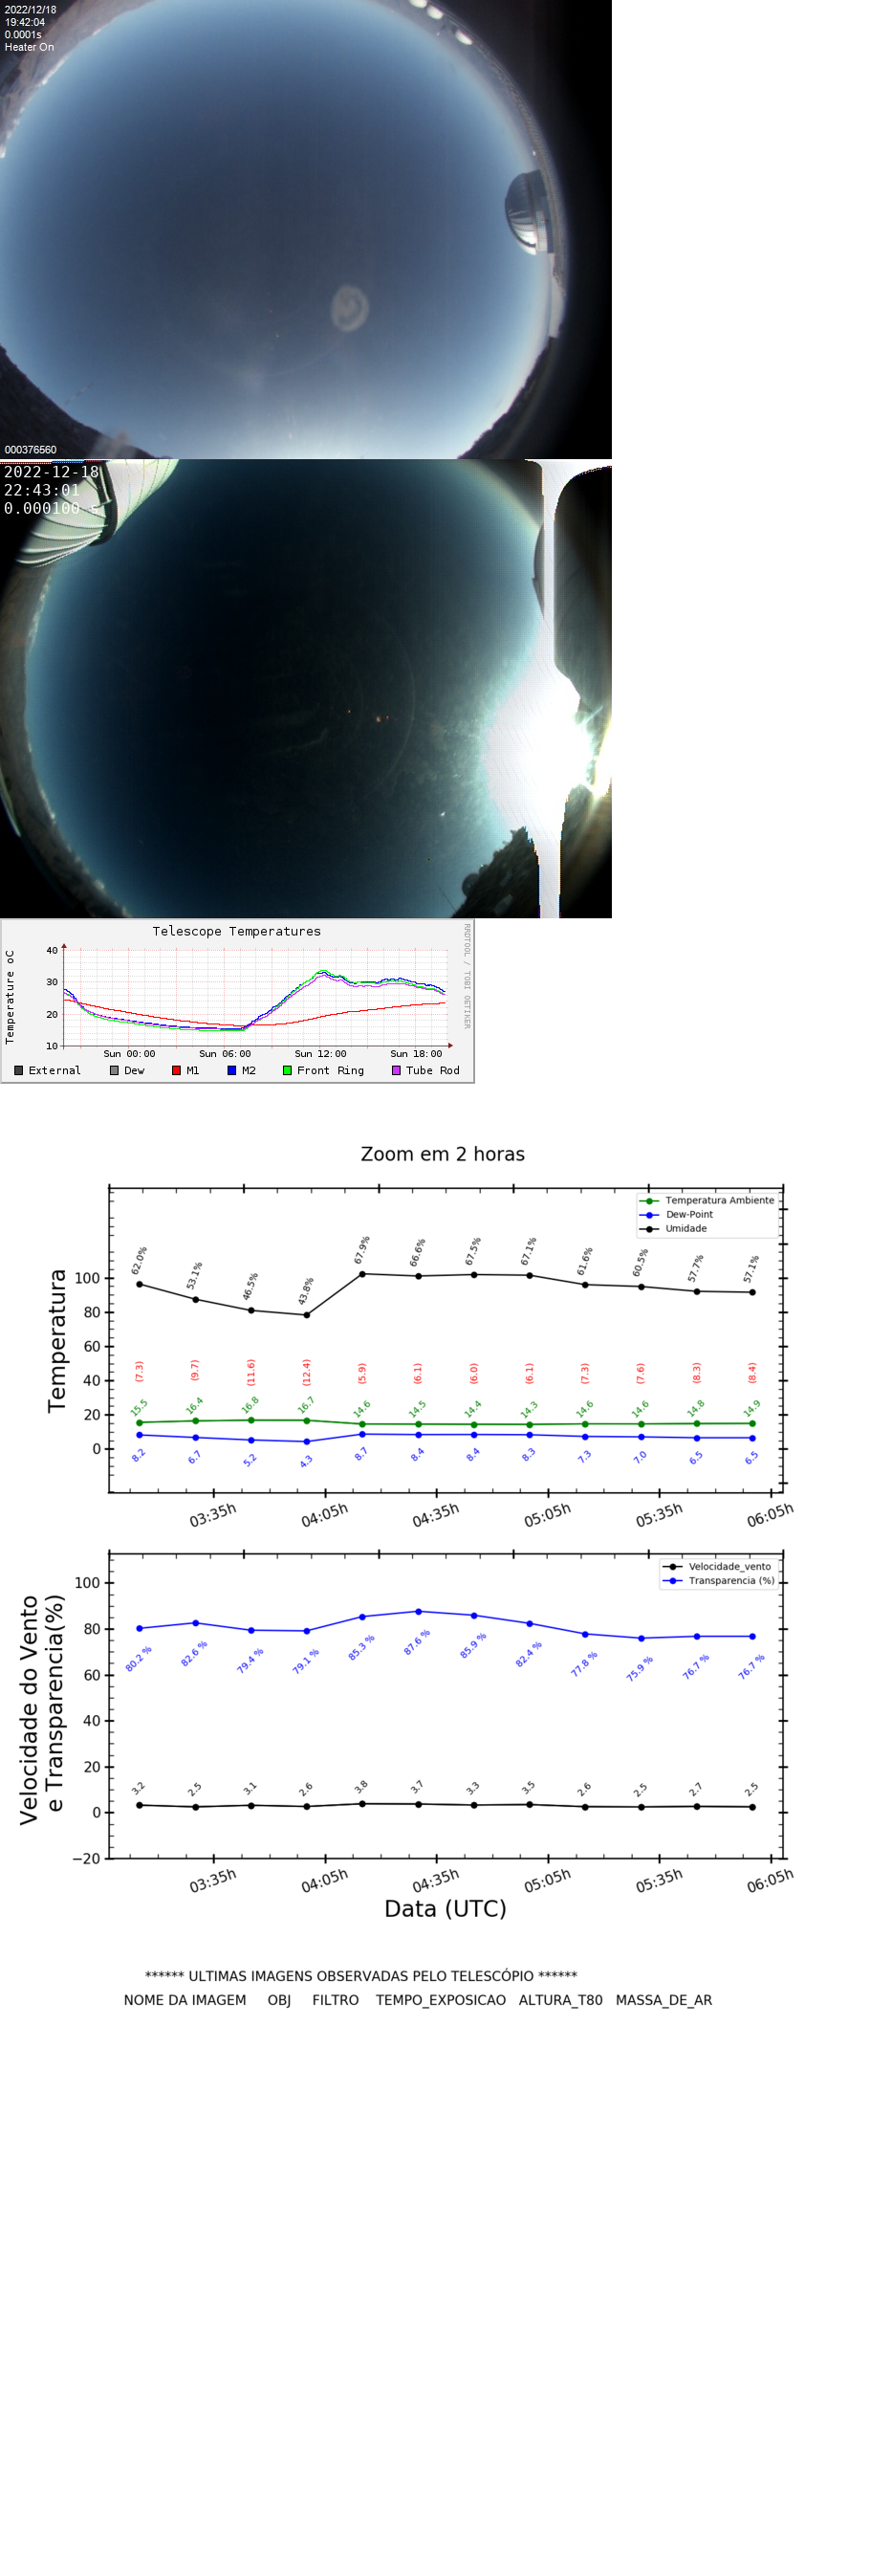 2022/12/18
19:42:04
0.0001s
Heater On
000376560
2022-12-18
22:43:01
0.000100 s
Telescope Temperatures
RRDTOOL / TOBI OETIKER
Temperature oC
40
30
20
10
Sun 00:00 Sun 06:00 Sun 12:00 Sun 18:00
External Dew M1 M2 Front Ring Tube Rod
Zoom em 2 horas
Temperatura Ambiente
Dew-Point
Umidade
Temperatura
100
80
60
40
20
0
62.0% 53.1% 46.5% 43.8% 67.9% 66.6% 67.5% 67.1% 61.6% 60.5% 57.7% 57.1%
(7.3) (9.7) (11.6) (12.4) (5.9) (6.1) (6.0) (6.1) (7.3) (7.6) (8.3) (8.4)
15.5 16.4 16.8 16.7 14.6 14.5 14.4 14.3 14.6 14.6 14.8 14.9
8.2 6.7 5.2 4.3 8.7 8.4 8.4 8.3 7.3 7.0 6.5 6.5
03:35h 04:05h 04:35h 05:05h 05:35h 06:05h
Velocidade_vento
Transparencia (%)
Velocidade do Vento
e Transparencia(%)
100
80
60
40
20
0
−20
80.2 % 82.6 % 79.4 % 79.1 % 85.3 % 87.6 % 85.9 % 82.4 % 77.8 % 75.9 % 76.7 % 76.7 %
3.2 2.5 3.1 2.6 3.8 3.7 3.3 3.5 2.6 2.5 2.7 2.5
03:35h 04:05h 04:35h 05:05h 05:35h 06:05h
Data (UTC)
****** ULTIMAS IMAGENS OBSERVADAS PELO TELESCÓPIO ******
NOME DA IMAGEM OBJ FILTRO TEMPO_EXPOSICAO ALTURA_T80 MASSA_DE_AR